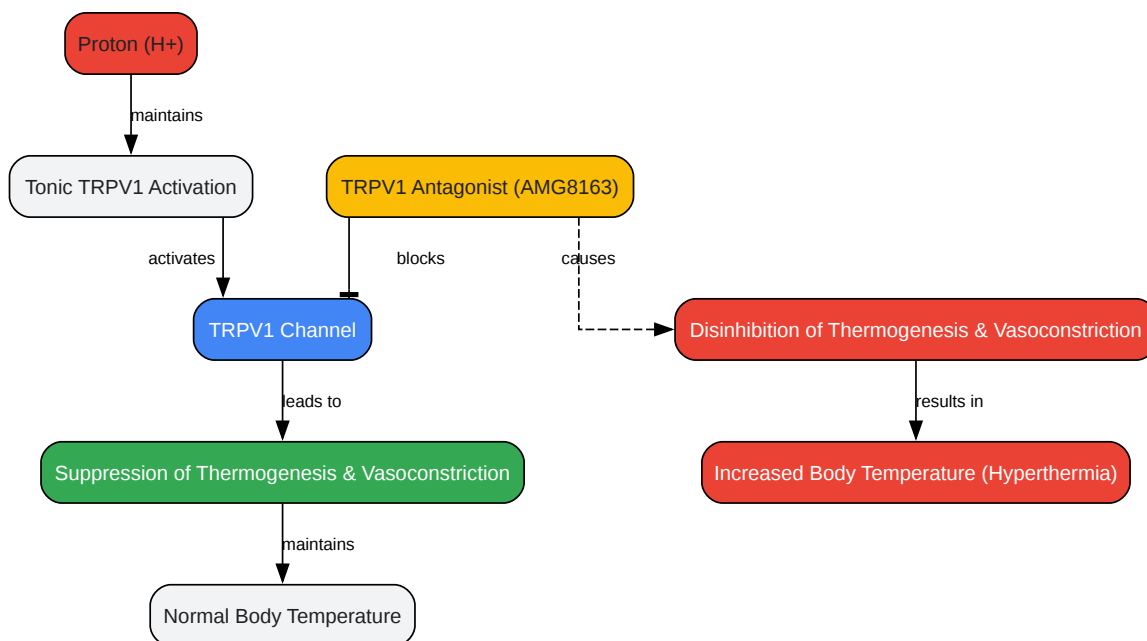 Proton (H+)
maintains
Tonic TRPV1 Activation
TRPV1 Antagonist (AMG8163)
activates
blocks
causes
TRPV1 Channel
Disinhibition of Thermogenesis & Vasoconstriction
leads to
results in
Suppression of Thermogenesis & Vasoconstriction
Increased Body Temperature (Hyperthermia)
maintains
Normal Body Temperature